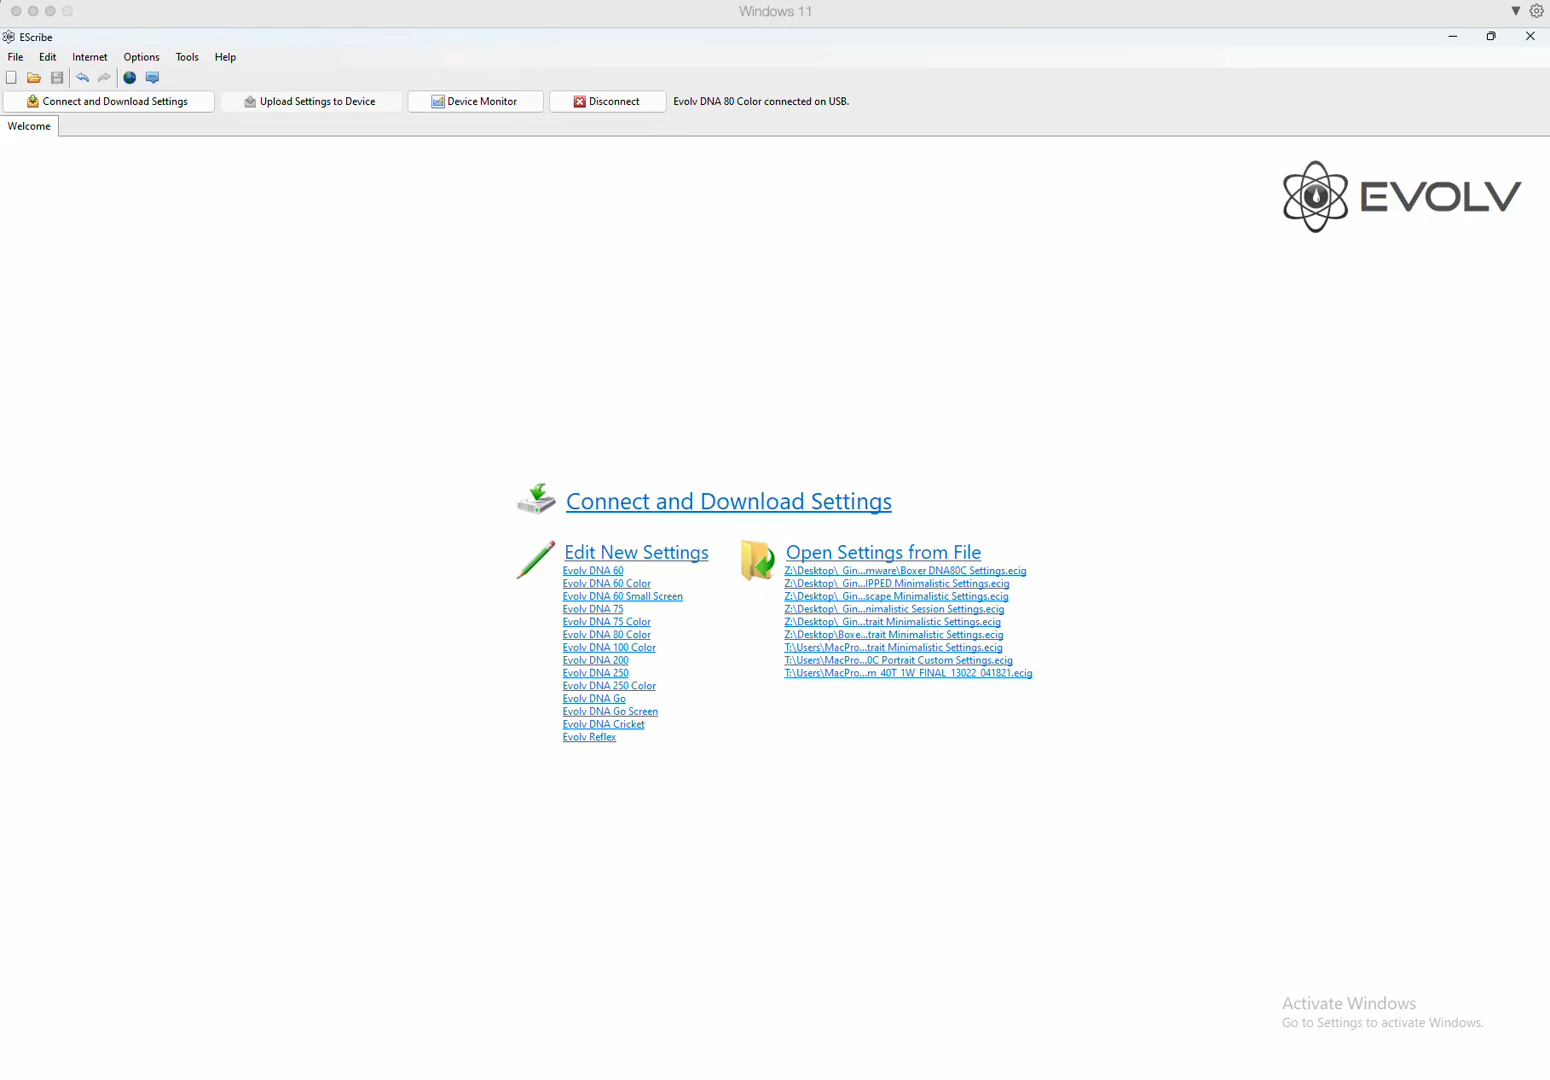 Windows 11
EScribe
File Edit Internet Options Tools Help
Connect and Download Settings Upload Settings to Device Device Monitor Disconnect Evolv DNA 80 Color connected on USB.
Welcome
EVOLV
Connect and Download Settings
Edit New Settings
Evolv DNA 60
Evolv DNA 60 Color
Evolv DNA 60 Small Screen
Evolv DNA 75
Evolv DNA 75 Color
Evolv DNA 80 Color
Evolv DNA 100 Color
Evolv DNA 200
Evolv DNA 250
Evolv DNA 250 Color
Evolv DNA Go
Evolv DNA Go Screen
Evolv DNA Cricket
Evolv Reflex
Open Settings from File
Z:\Desktop\_Gin...mware\Boxer DNA80C Settings.ecig
Z:\Desktop\_Gin...IPPED Minimalistic Settings.ecig
Z:\Desktop\_Gin...scape Minimalistic Settings.ecig
Z:\Desktop\_Gin...nimalistic Session Settings.ecig
Z:\Desktop\_Gin...trait Minimalistic Settings.ecig
Z:\Desktop\Boxe...trait Minimalistic Settings.ecig
T:\Users\MacPro...trait Minimalistic Settings.ecig
T:\Users\MacPro...0C Portrait Custom Settings.ecig
T:\Users\MacPro...m_40T_1W_FINAL_13022_041821.ecig
Activate Windows
Go to Settings to activate Windows.